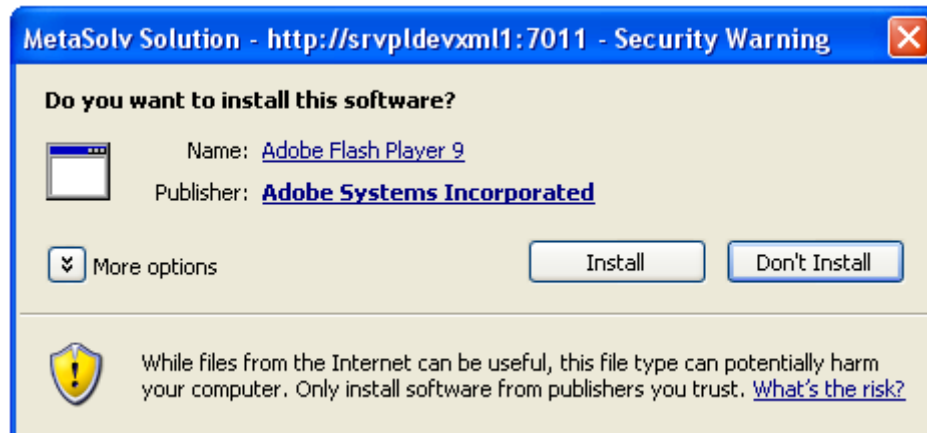 MetaSolv Solution - http://srvpldevxml1:7011 - Security Warning
Do you want to install this software?
Name: Adobe Flash Player 9
Publisher: Adobe Systems Incorporated
More options
Install
Don't Install
While files from the Internet can be useful, this file type can potentially harm
your computer. Only install software from publishers you trust. What's the risk?